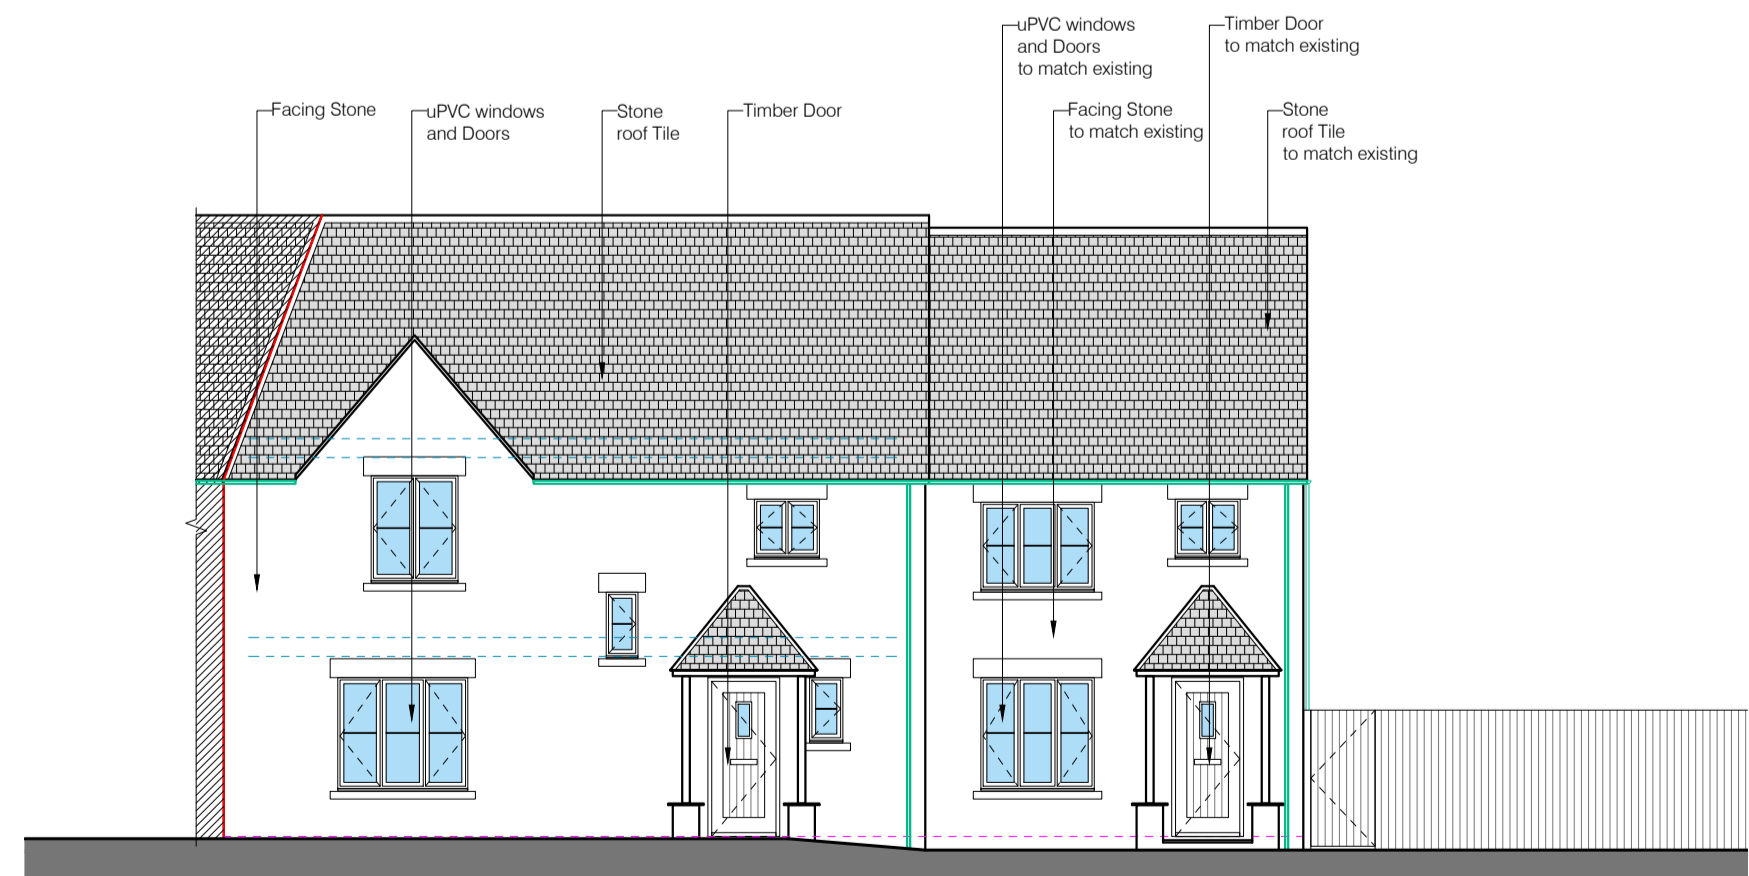 Facing Stone
uPVC windows
and Doors
Stone
roof Tile
Timber Door
uPVC windows
and Doors
to match existing
Facing Stone
to match existing
Timber Door
to match existing
Stone
roof Tile
to match existing